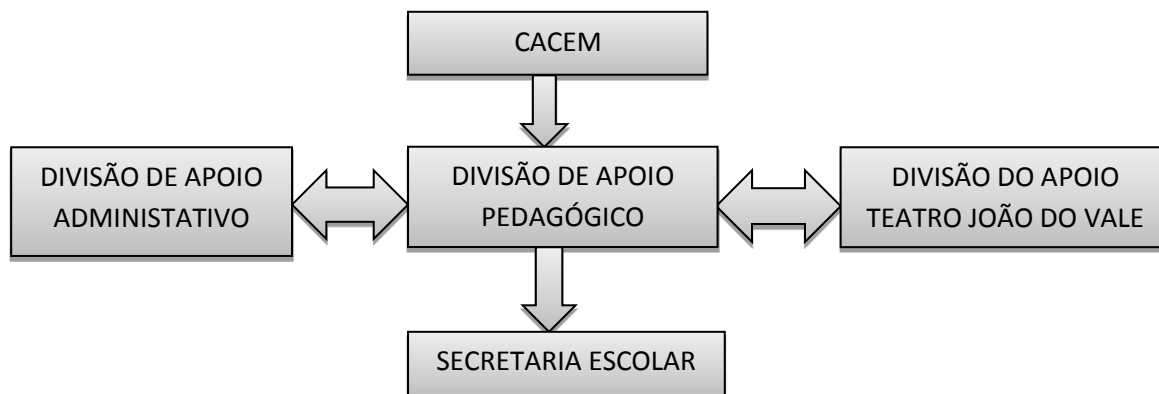 CACEM
DIVISÃO DE APOIO
ADMINISTATIVO
DIVISÃO DE APOIO
PEDAGÓGICO
DIVISÃO DO APOIO
TEATRO JOÃO DO VALE
SECRETARIA ESCOLAR